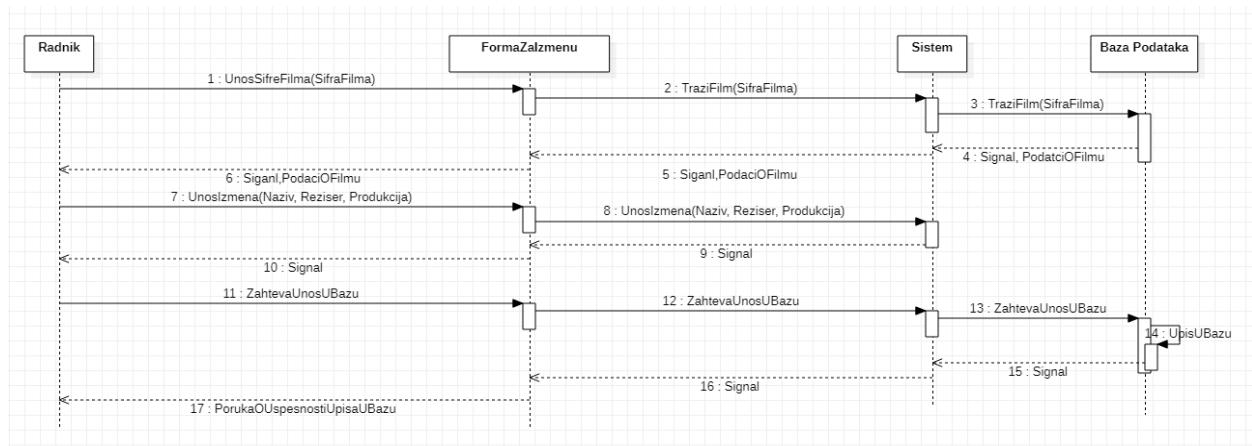 Radnik
FormaZaIzmenu
Sistem
Baza Podataka
1 : UnosSifreFilma(SifraFilma)
2 : TraziFilm(SifraFilma)
3 : TraziFilm(SifraFilma)
4 : Signal, PodatciOFilmu
5 : Siganl,PodaciOFilmu
6 : Siganl,PodaciOFilmu
7 : UnosIzmena(Naziv, Reziser, Produkcija)
8 : UnosIzmena(Naziv, Reziser, Produkcija)
9 : Signal
10 : Signal
11 : ZahtevaUnosUBazu
12 : ZahtevaUnosUBazu
13 : ZahtevaUnosUBazu
14 : UpisUBazu
15 : Signal
16 : Signal
17 : PorukaOUspesnostiUpisaUBazu